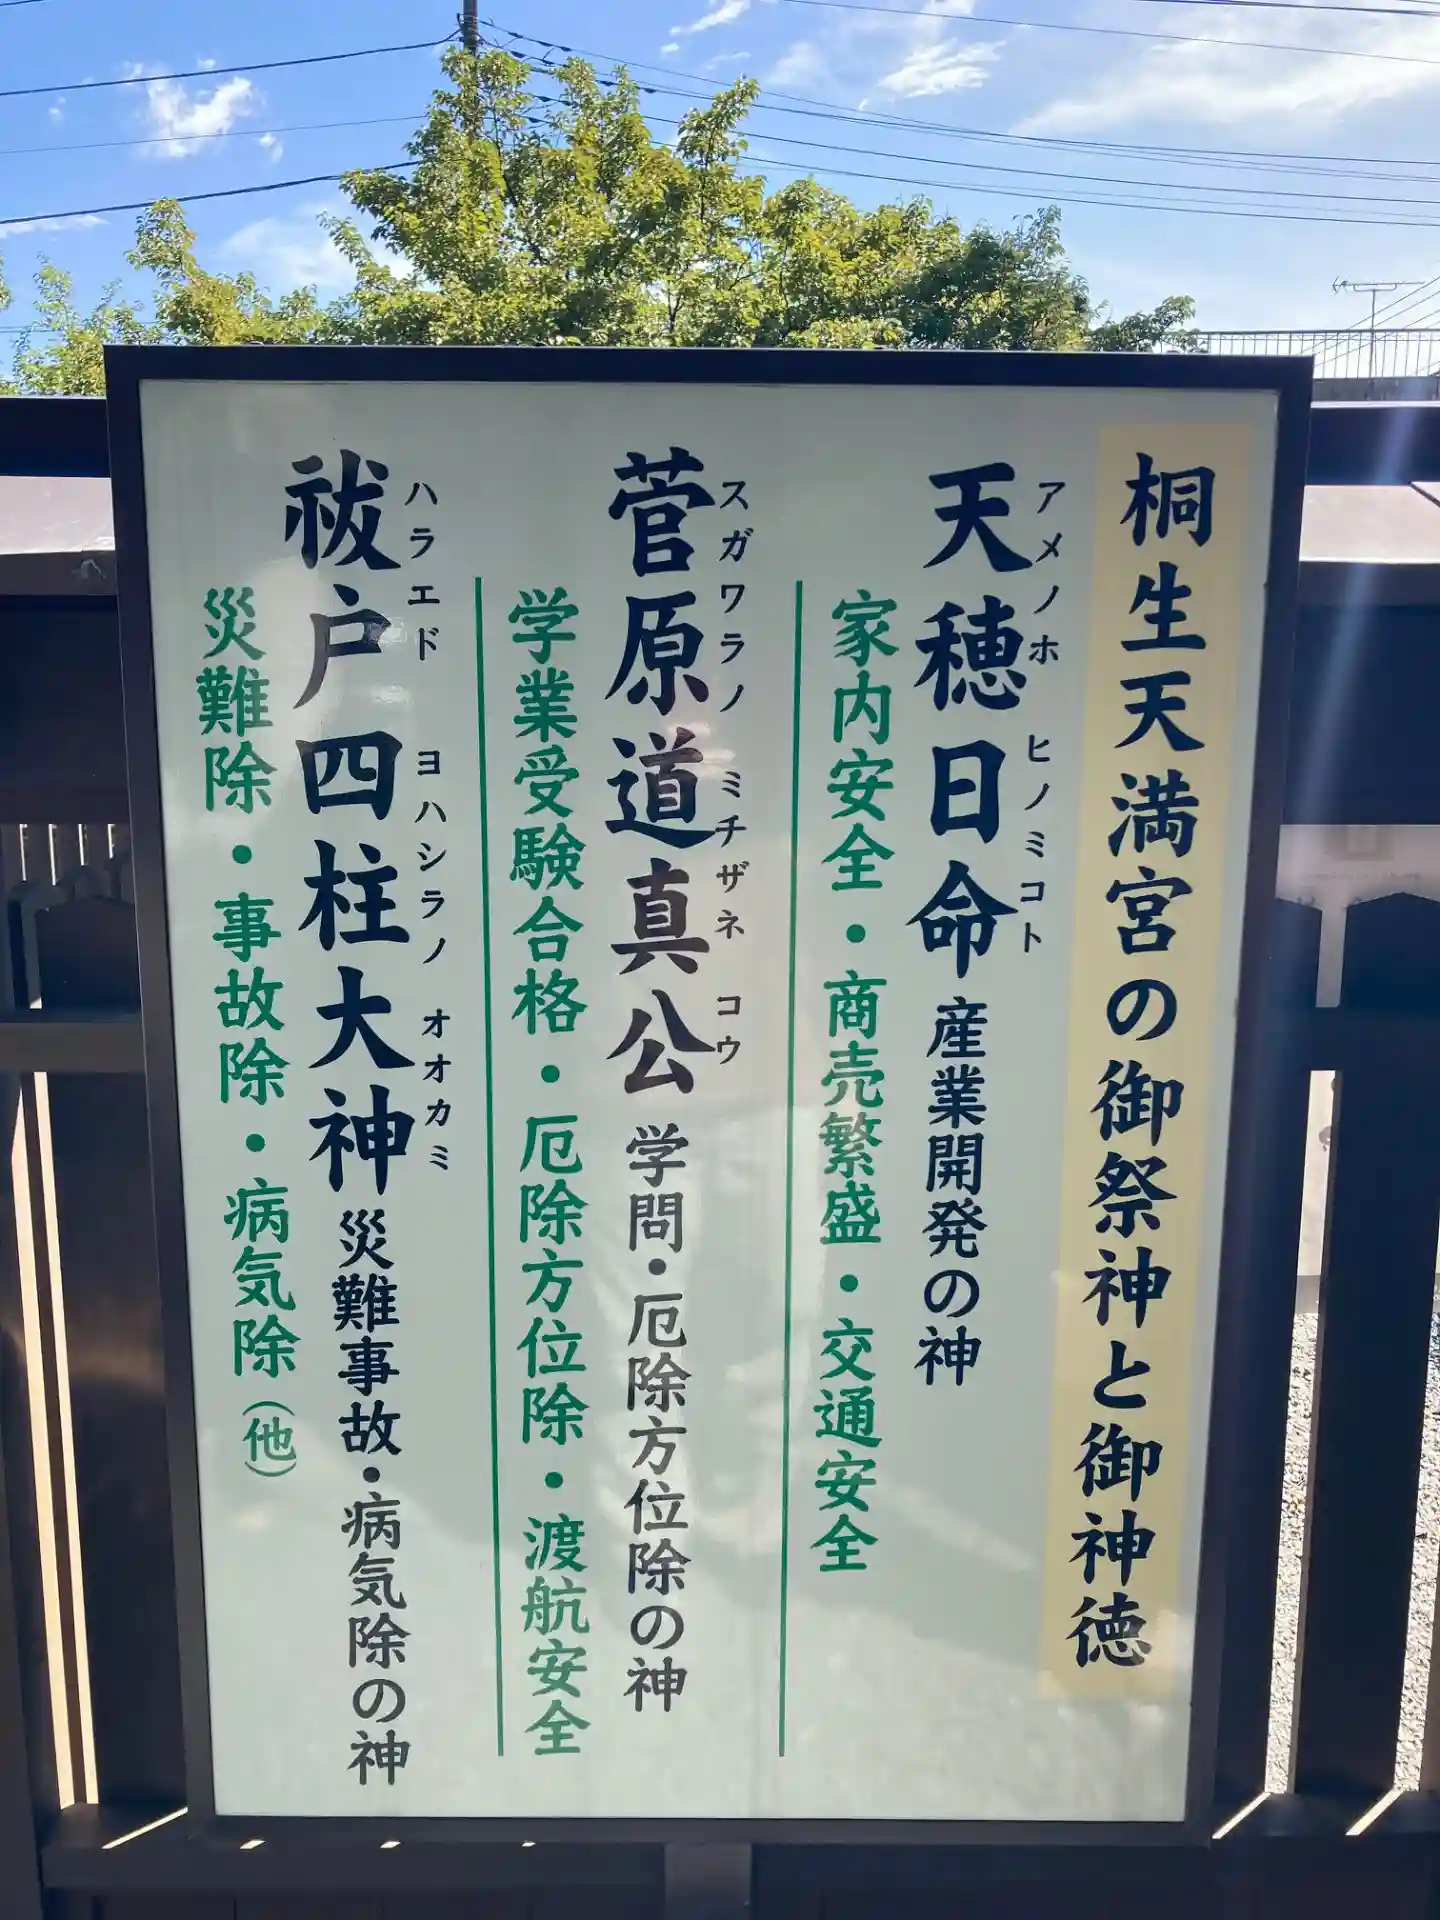 桐生天満宮の御祭神と御神徳
アメノホ ヒノミコト
天穂日命 産業開発の神
家内安全・商売繁盛・交通安全
スガワラノ ミチザネ コウ
菅原道真公 学問・厄除方位除の神
学業受験合格・厄除方位除・渡航安全
ハラエド ヨハシラノ オオカミ
祓戸四柱大神 災難事故・病気除の神
災難除・事故除・病気除(他)